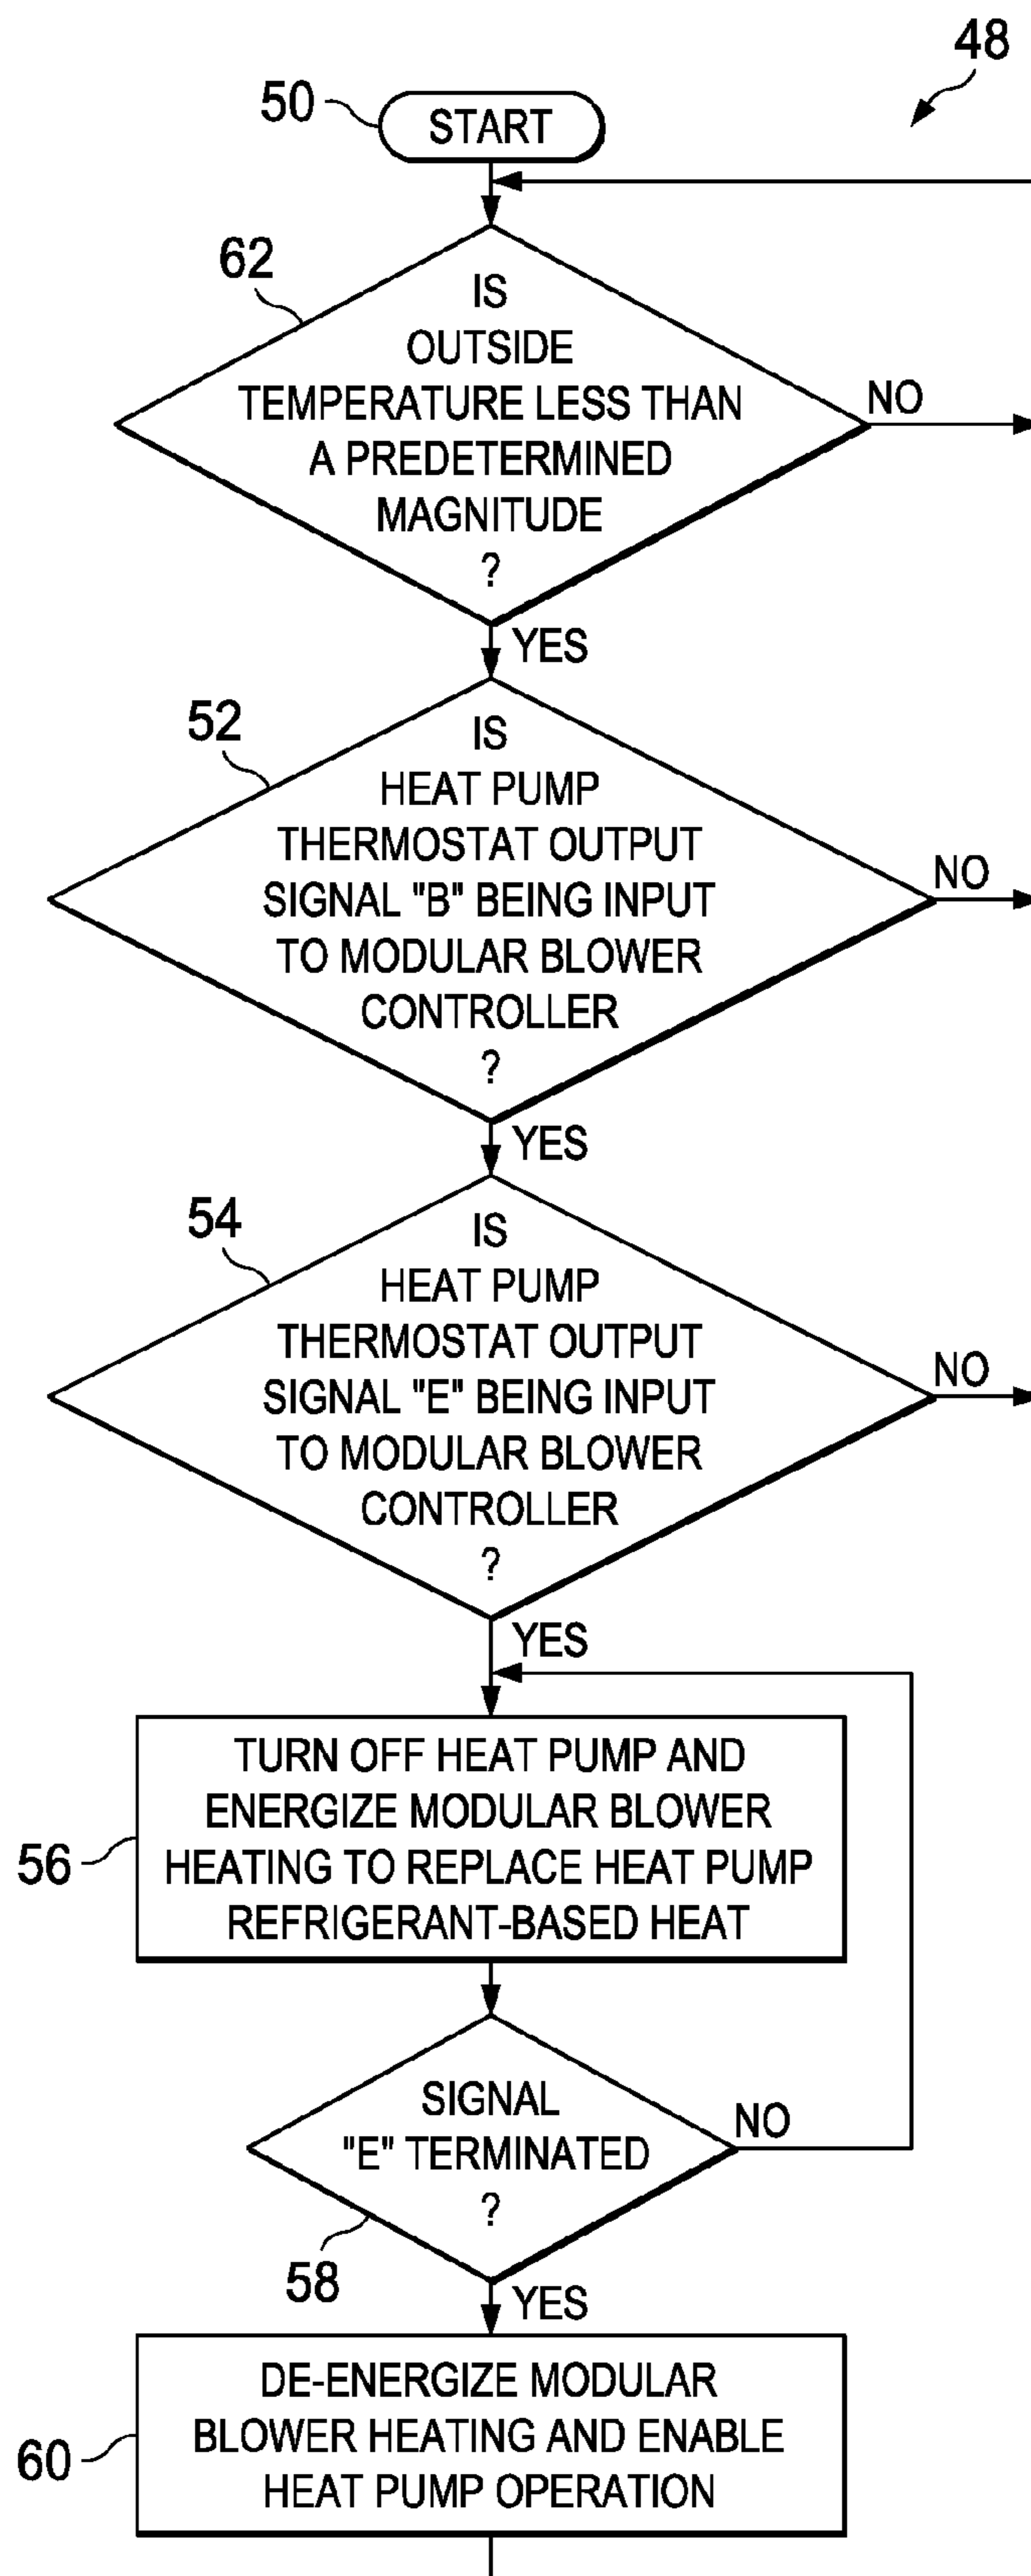 48
50
START
62
IS
OUTSIDE
TEMPERATURE LESS THAN
A PREDETERMINED
MAGNITUDE
?
NO
YES
52
IS
HEAT PUMP
THERMOSTAT OUTPUT
SIGNAL "B" BEING INPUT
TO MODULAR BLOWER
CONTROLLER
?
NO
YES
54
IS
HEAT PUMP
THERMOSTAT OUTPUT
SIGNAL "E" BEING INPUT
TO MODULAR BLOWER
CONTROLLER
?
NO
YES
56
TURN OFF HEAT PUMP AND
ENERGIZE MODULAR BLOWER
HEATING TO REPLACE HEAT PUMP
REFRIGERANT-BASED HEAT
SIGNAL
"E" TERMINATED
?
NO
58
YES
60
DE-ENERGIZE MODULAR
BLOWER HEATING AND ENABLE
HEAT PUMP OPERATION